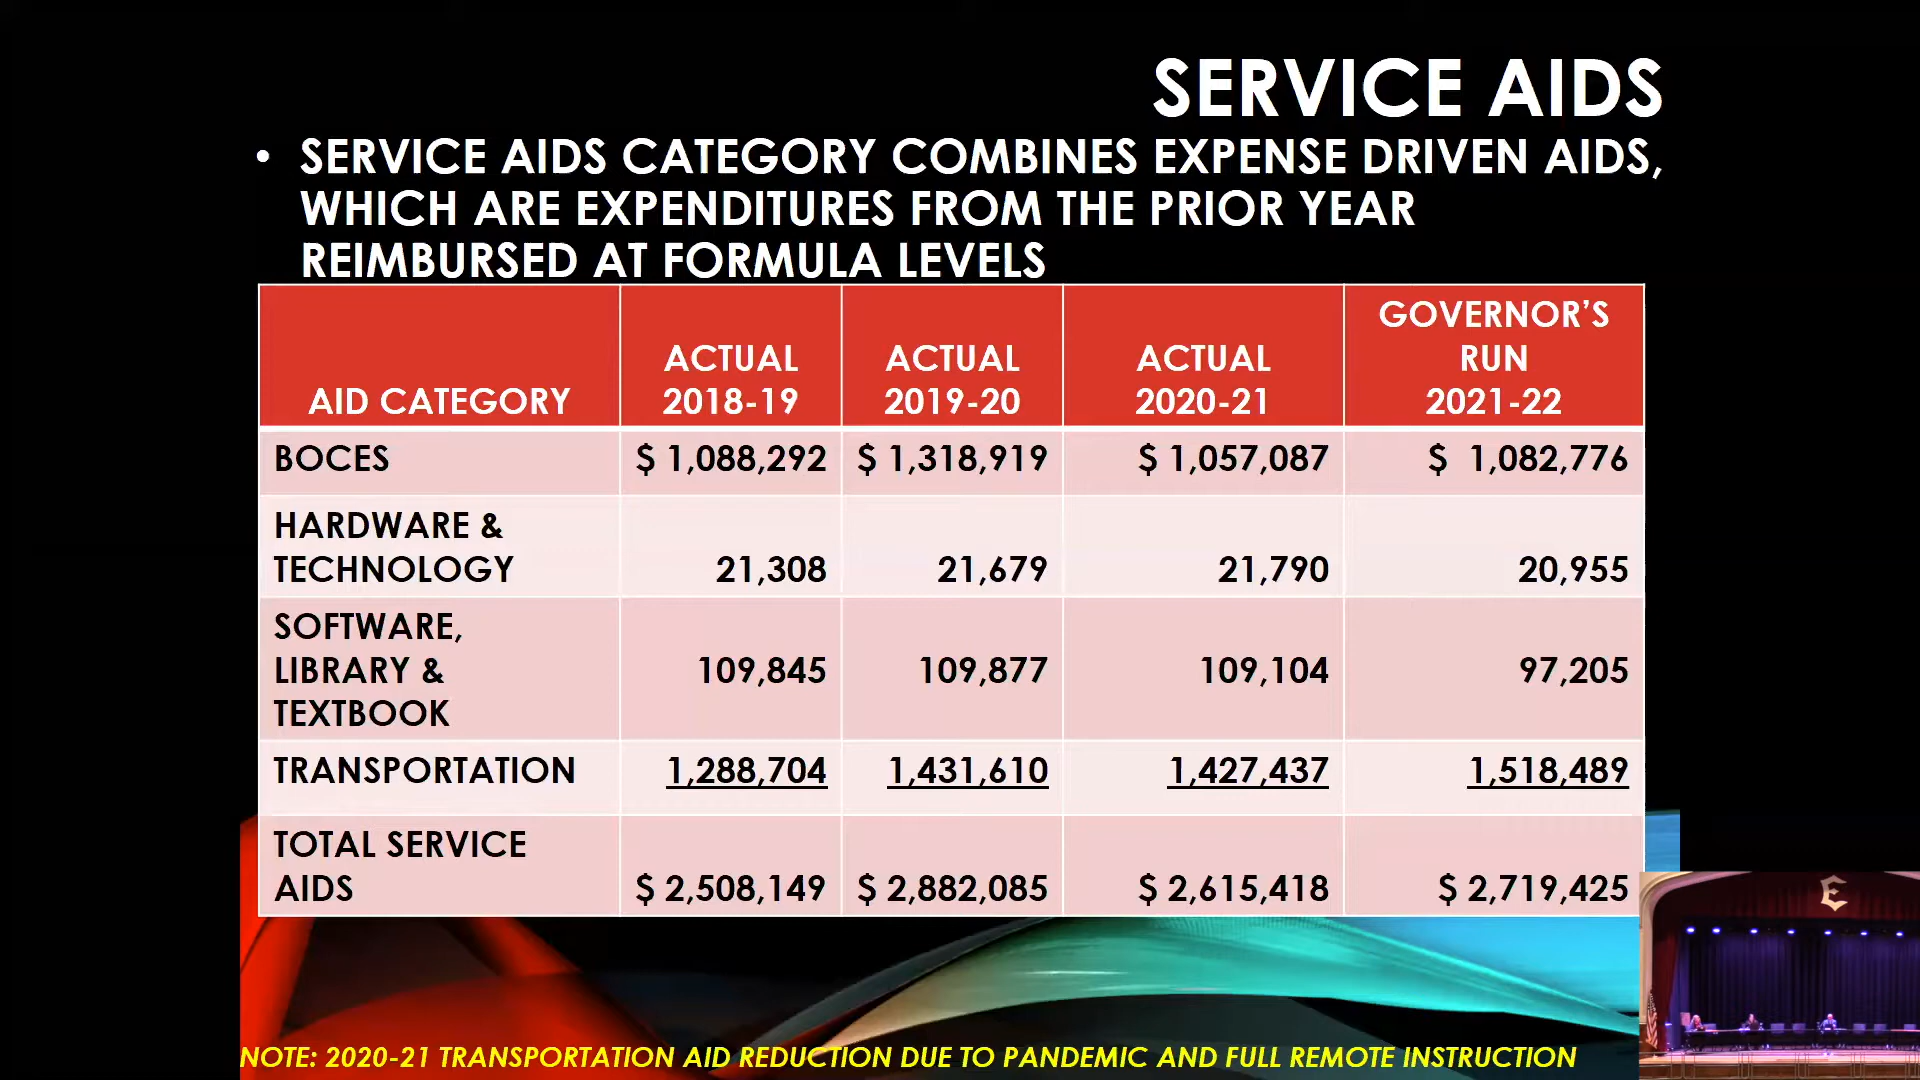 SERVICE AIDS
• SERVICE AIDS CATEGORY COMBINES EXPENSE DRIVEN AIDS,
WHICH ARE EXPENDITURES FROM THE PRIOR YEAR
REIMBURSED AT FORMULA LEVELS
AID CATEGORY ACTUAL 2018-19 ACTUAL 2019-20 ACTUAL 2020-21 GOVERNOR’S RUN 2021-22
BOCES $ 1,088,292 $ 1,318,919 $ 1,057,087 $ 1,082,776
HARDWARE &
TECHNOLOGY 21,308 21,679 21,790 20,955
SOFTWARE,
LIBRARY & 109,845 109,877 109,104 97,205
TEXTBOOK
TRANSPORTATION 1,288,704 1,431,610 1,427,437 1,518,489
TOTAL SERVICE
AIDS $ 2,508,149 $ 2,882,085 $ 2,615,418 $ 2,719,425
E
NOTE: 2020-21 TRANSPORTATION AID REDUCTION DUE TO PANDEMIC AND FULL REMOTE INSTRUCTION